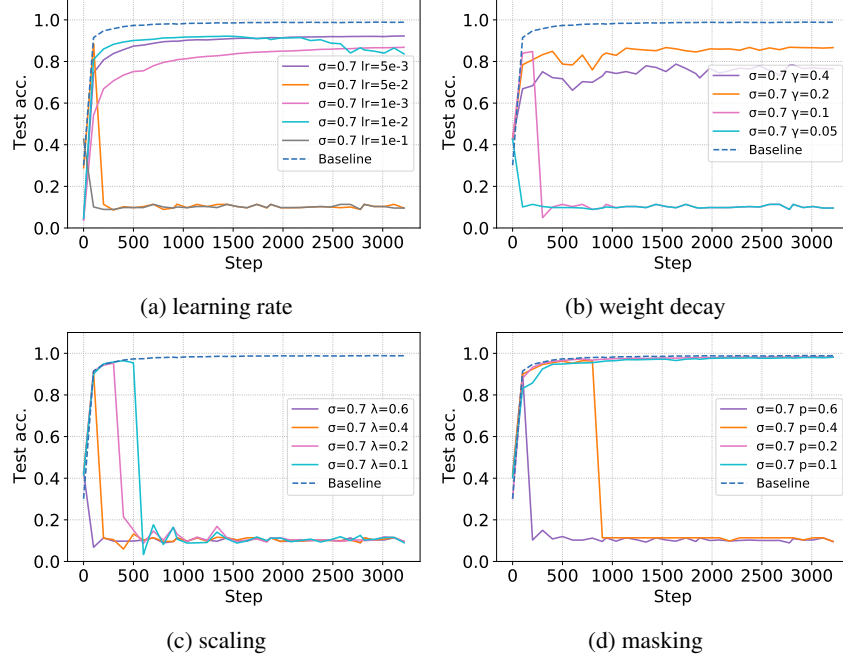 1.0
0.8
0.6
0.4
0.2
0.0
Test acc.
σ=0.7 lr=5e-3
σ=0.7 lr=5e-2
σ=0.7 lr=1e-3
σ=0.7 lr=1e-2
σ=0.7 lr=1e-1
Baseline
0 500 1000 1500 2000 2500 3000
Step
(a) learning rate
1.0
0.8
0.6
0.4
0.2
0.0
Test acc.
σ=0.7 γ=0.4
σ=0.7 γ=0.2
σ=0.7 γ=0.1
σ=0.7 γ=0.05
Baseline
0 500 1000 1500 2000 2500 3000
Step
(b) weight decay
1.0
0.8
0.6
0.4
0.2
0.0
Test acc.
σ=0.7 λ=0.6
σ=0.7 λ=0.4
σ=0.7 λ=0.2
σ=0.7 λ=0.1
Baseline
0 500 1000 1500 2000 2500 3000
Step
(c) scaling
1.0
0.8
0.6
0.4
0.2
0.0
Test acc.
σ=0.7 p=0.6
σ=0.7 p=0.4
σ=0.7 p=0.2
σ=0.7 p=0.1
Baseline
0 500 1000 1500 2000 2500 3000
Step
(d) masking